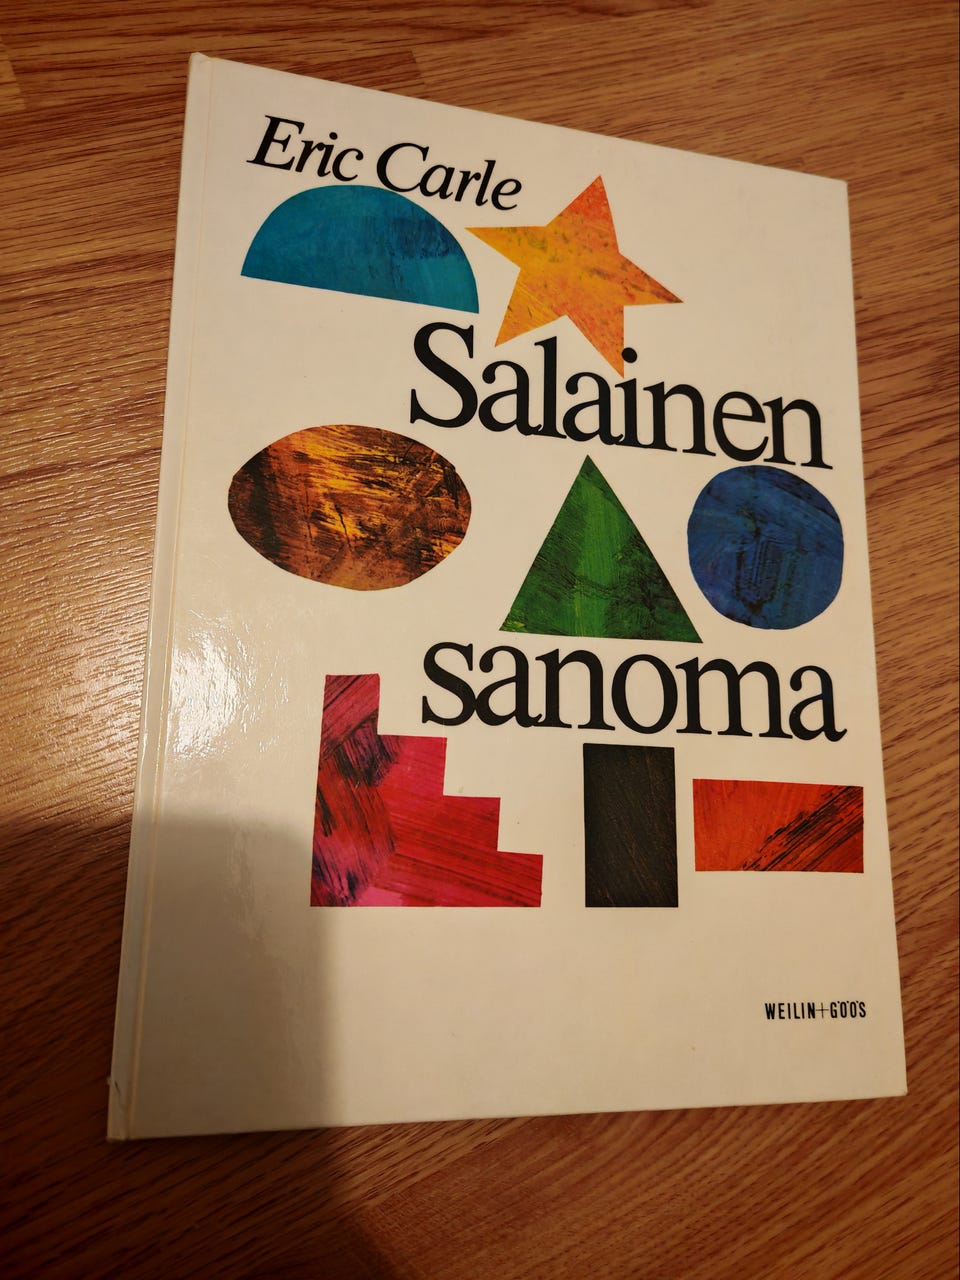 Eric Carle
Salainen
sanoma
WEILIN+GÖÖS